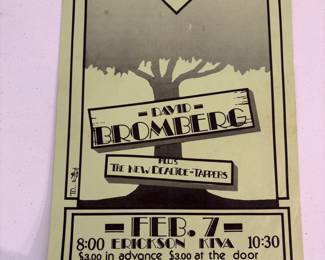 - DAVID -
BROMBERG
PLUS
THE NEW DEADEYE-TAPPERS
- FEB. 7 -
8:00 ERICKSON KIVA 10:30
$3.00 in advance $3.00 at the door